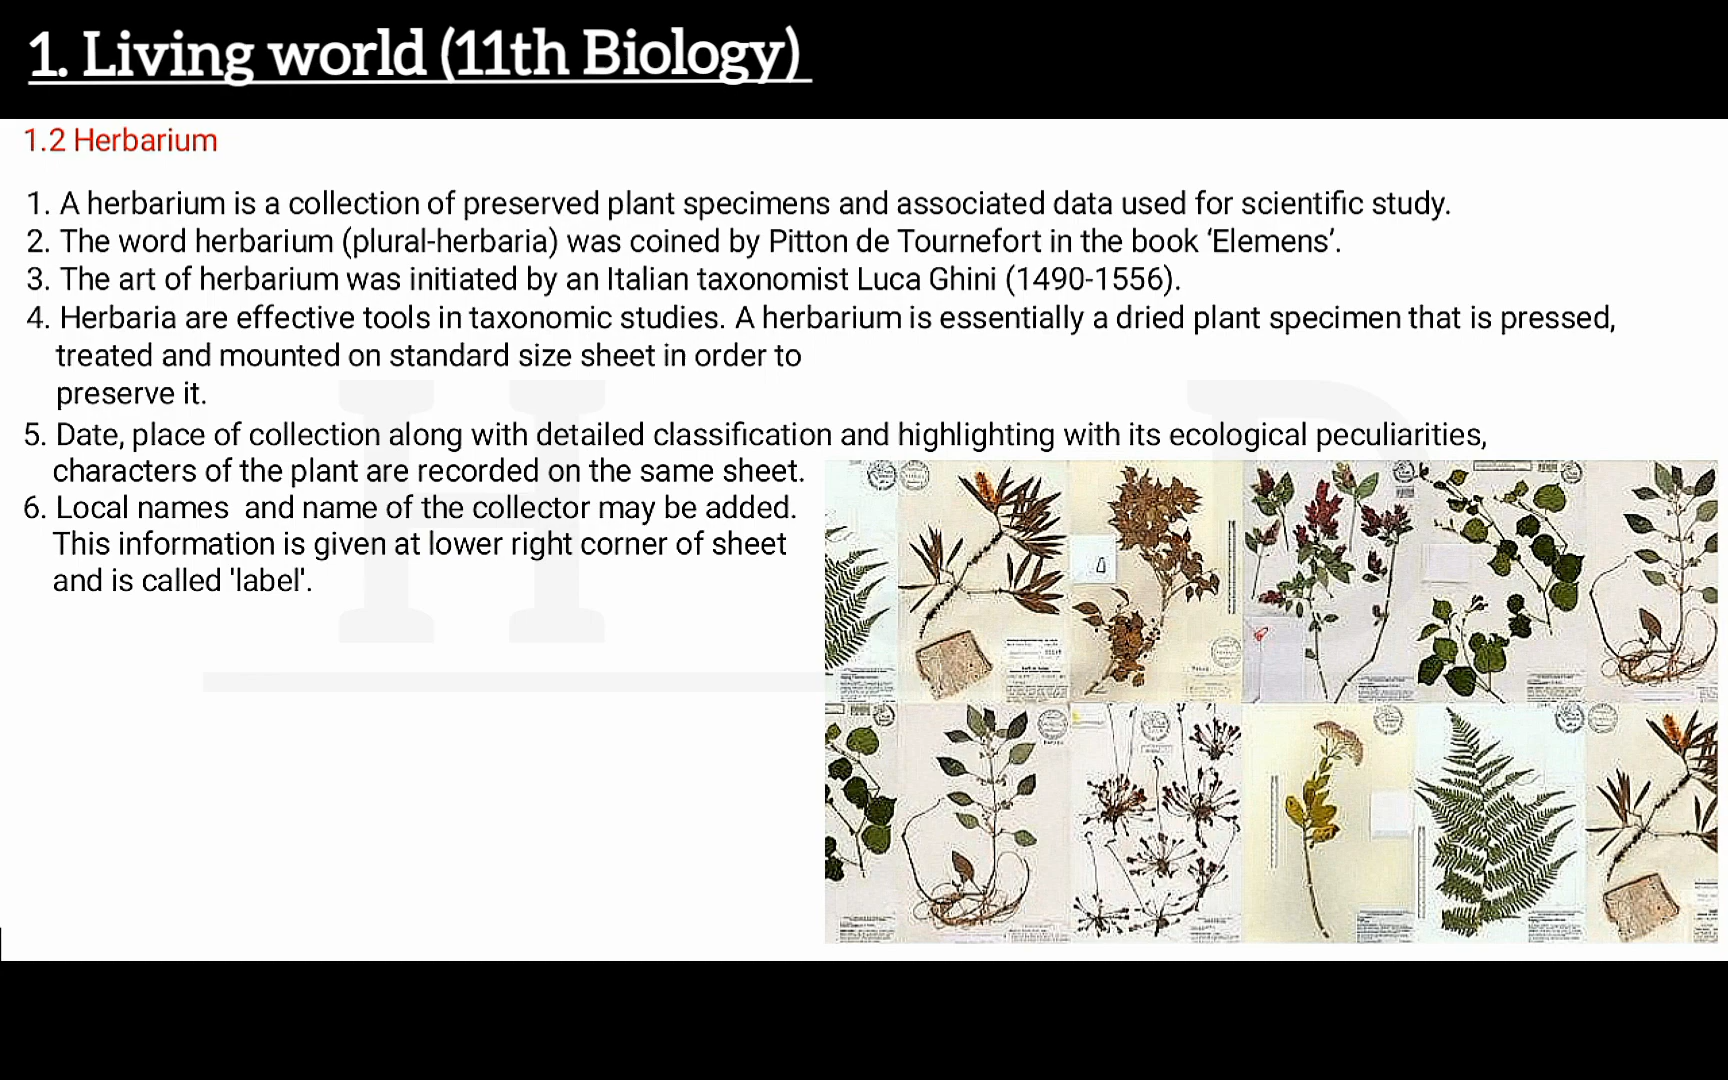 1. Living world (11th Biology)
1.2 Herbarium
1. A herbarium is a collection of preserved plant specimens and associated data used for scientific study.
2. The word herbarium (plural-herbaria) was coined by Pitton de Tournefort in the book ‘Elemens’.
3. The art of herbarium was initiated by an Italian taxonomist Luca Ghini (1490-1556).
4. Herbaria are effective tools in taxonomic studies. A herbarium is essentially a dried plant specimen that is pressed,
treated and mounted on standard size sheet in order to
preserve it.
5. Date, place of collection along with detailed classification and highlighting with its ecological peculiarities,
characters of the plant are recorded on the same sheet.
6. Local names  and name of the collector may be added.
This information is given at lower right corner of sheet
and is called 'label'.